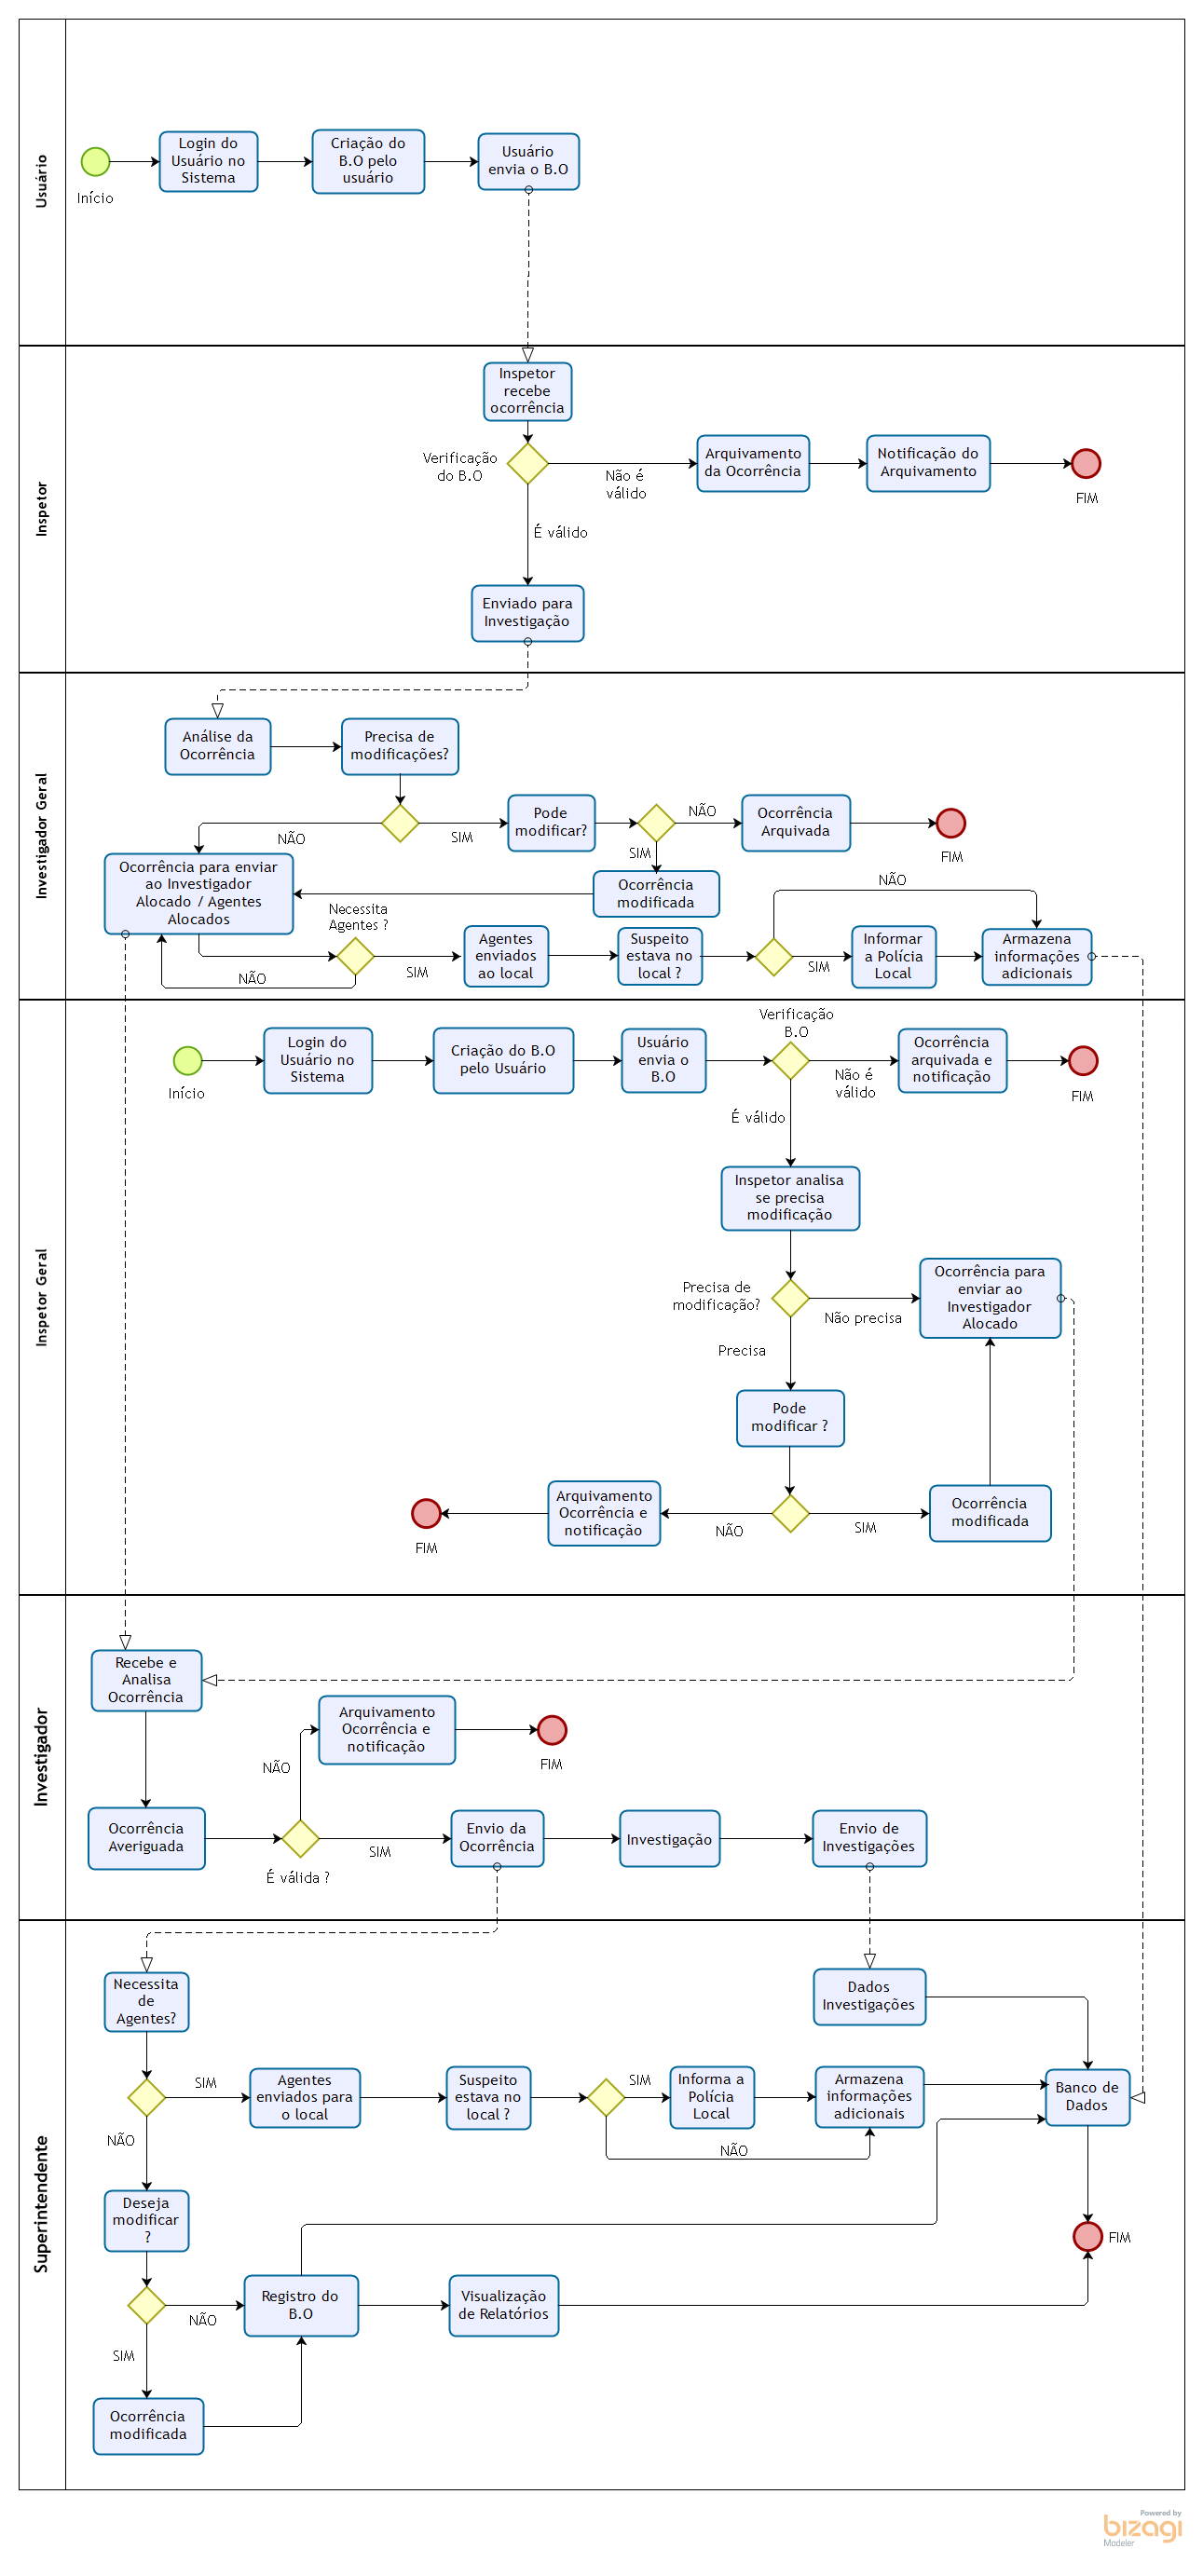 Usuário
Início
Login do
Usuário no
Sistema
Criação do
B.O pelo
usuário
Usuário
envia o B.O
Inspetor
Inspetor
recebe
ocorrência
Verificação
do B.O
Não é
válido
Arquivamento
da Ocorrência
Notificação do
Arquivamento
FIM
É válido
Enviado para
Investigação
Investigador Geral
Análise da
Ocorrência
Precisa de
modificações?
NÃO
SIM
Pode
modificar?
NÃO
SIM
Ocorrência
Arquivada
FIM
Ocorrência para enviar
ao Investigador
Alocado / Agentes
Alocados
Ocorrência
modificada
Necessita
Agentes ?
NÃO
SIM
Agentes
enviados
ao local
Suspeito
estava no
local ?
NÃO
SIM
Informar
a Polícia
Local
Armazena
informações
adicionais
Inspetor Geral
Início
Login do
Usuário no
Sistema
Criação do B.O
pelo Usuário
Usuário
envia o
B.O
Verificação
B.O
Não é
válido
Ocorrência
arquivada e
notificação
FIM
É válido
Inspetor analisa
se precisa
modificação
Precisa de
modificação?
Não precisa
Ocorrência para
enviar ao
Investigador
Alocado
Precisa
Pode
modificar ?
NÃO
SIM
Arquivamento
Ocorrência e
notificação
FIM
Ocorrência
modificada
Investigador
Recebe e
Analisa
Ocorrência
Arquivamento
Ocorrência e
notificação
FIM
NÃO
Ocorrência
Averiguada
É válida ?
SIM
Envio da
Ocorrência
Investigação
Envio de
Investigações
Superintendente
Necessita
de
Agentes?
Dados
Investigações
SIM
NÃO
Agentes
enviados para
o local
Suspeito
estava no
local ?
SIM
NÃO
Informa a
Polícia
Local
Armazena
informações
adicionais
Banco de
Dados
Deseja
modificar
?
FIM
NÃO
SIM
Registro do
B.O
Visualização
de Relatórios
Ocorrência
modificada
Powered by
bizagi
Modeler